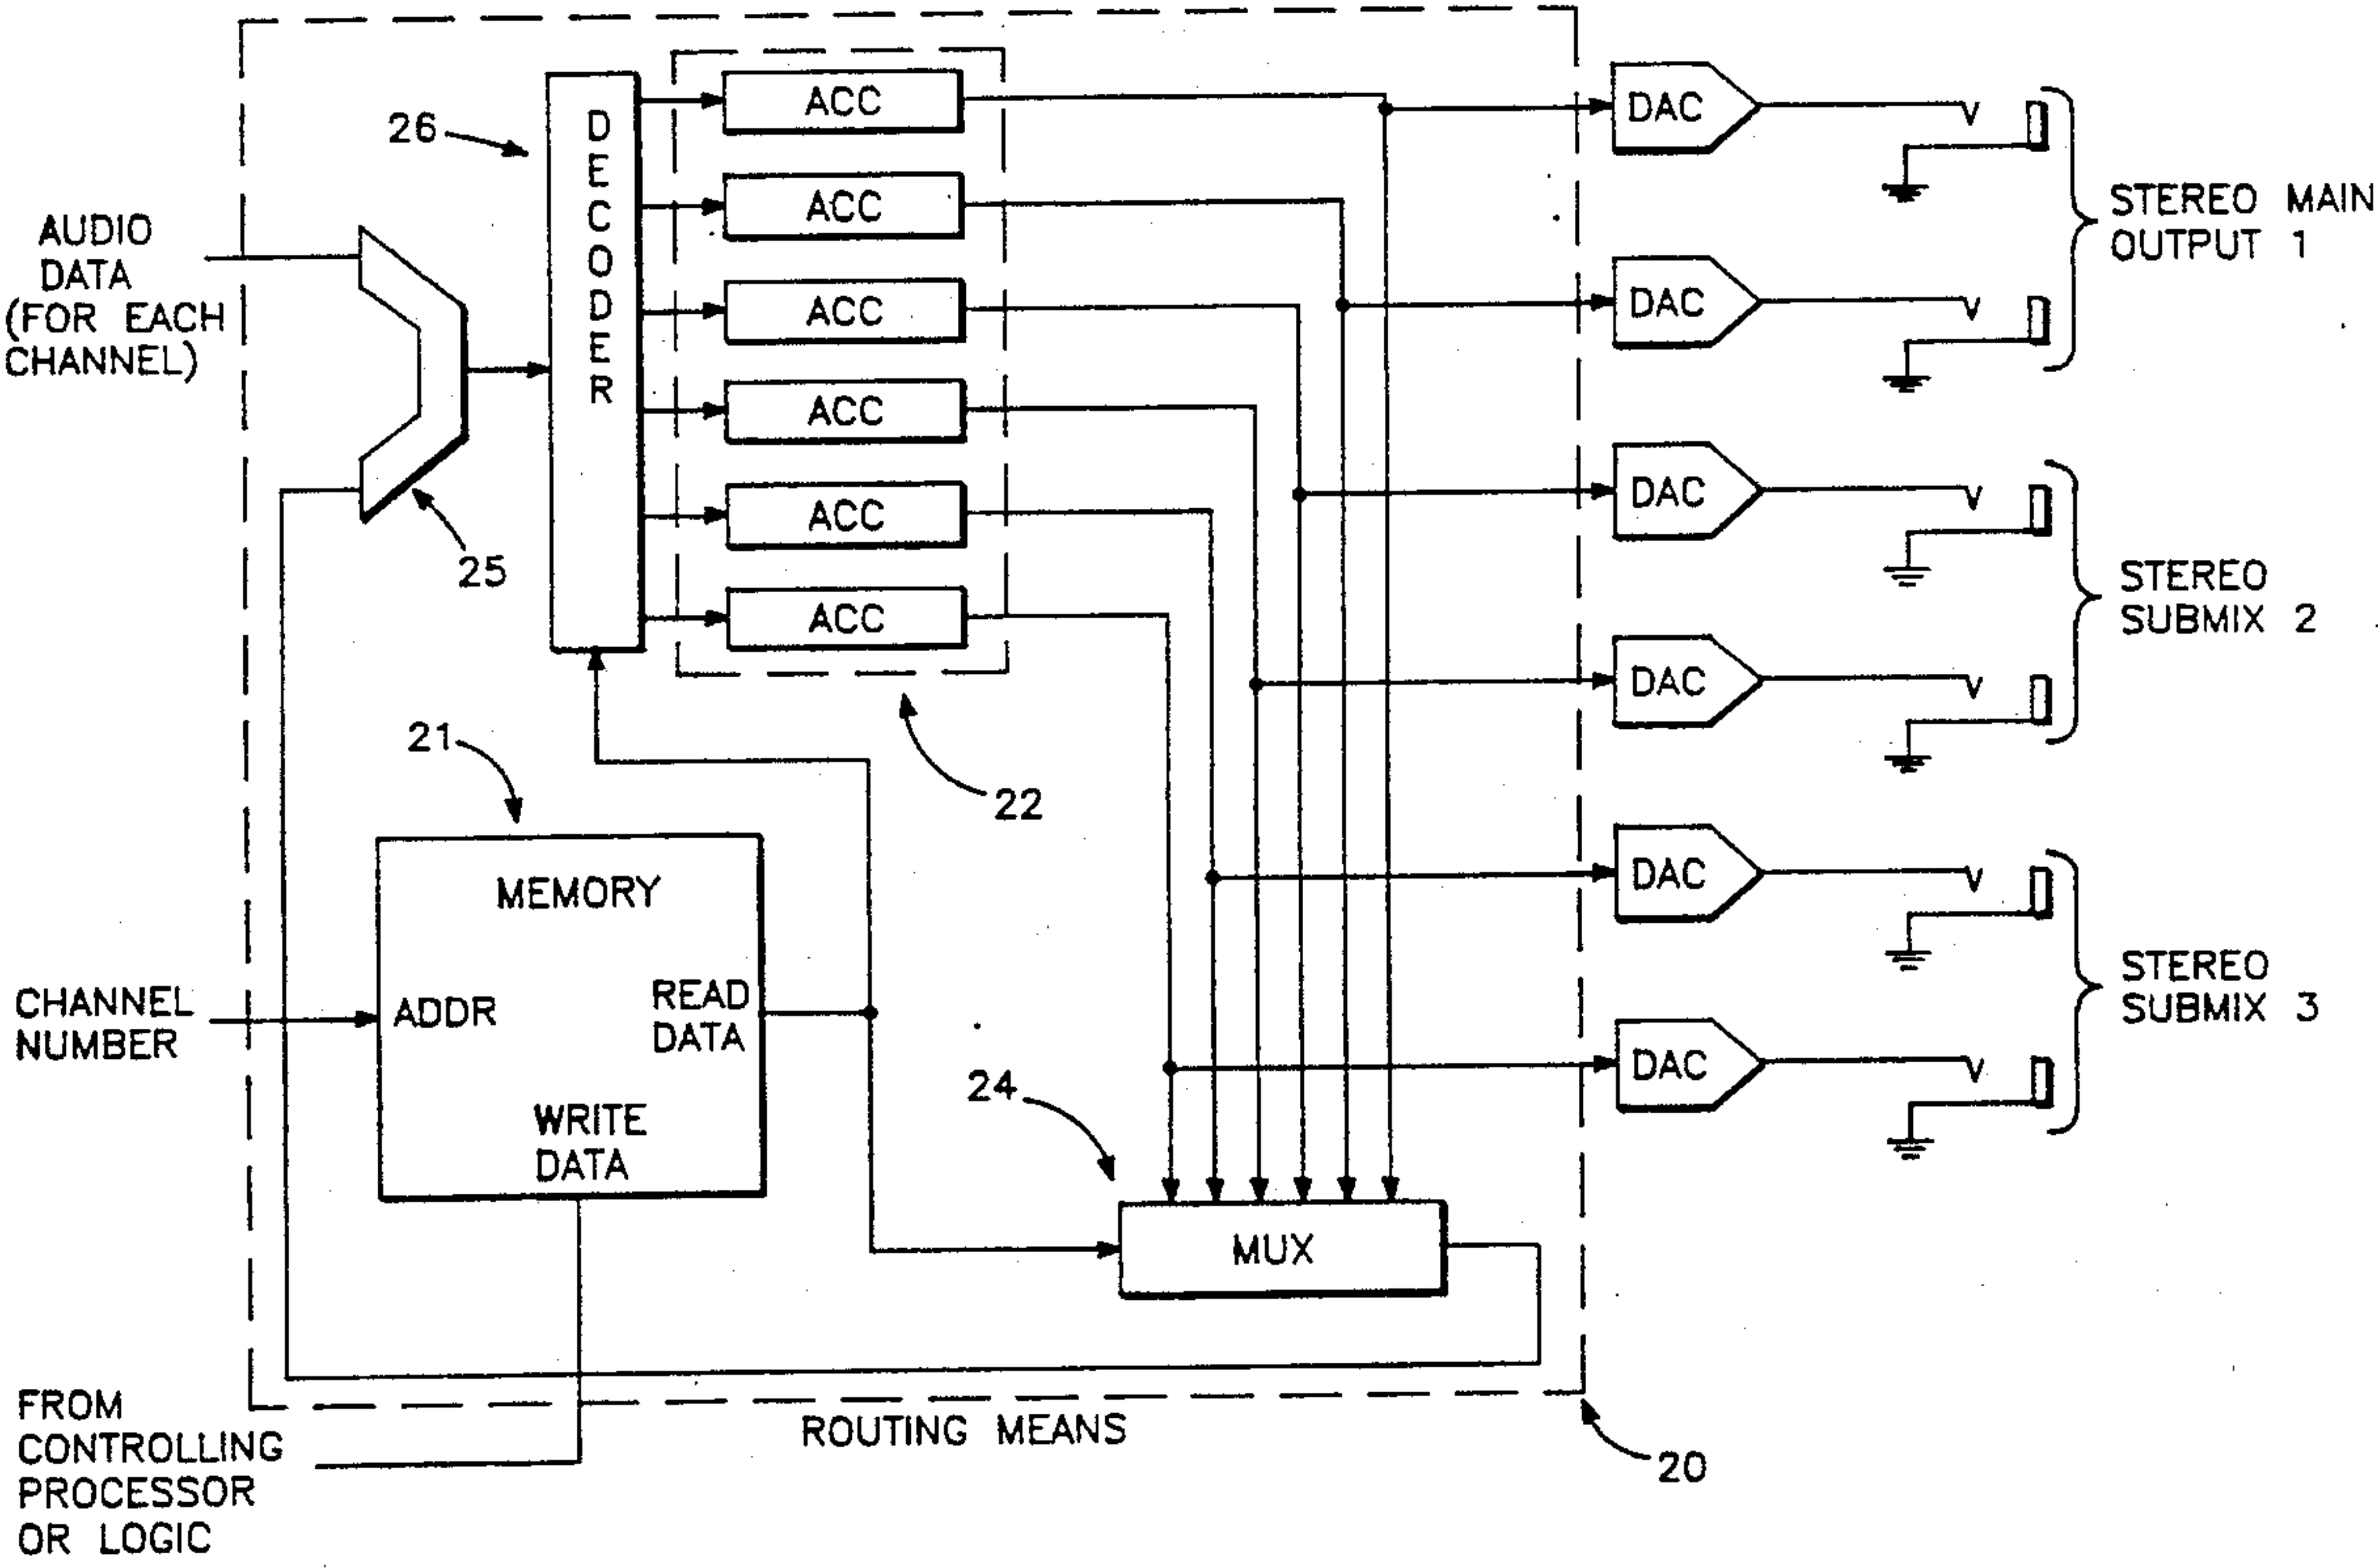 AUDIO
DATA
(FOR EACH
CHANNEL)
26
DECODER
ACC
ACC
ACC
ACC
ACC
ACC
25
22
21
MEMORY
ADDR
READ
DATA
WRITE
DATA
CHANNEL
NUMBER
24
MUX
FROM
CONTROLLING
PROCESSOR
OR LOGIC
ROUTING MEANS
20
DAC
DAC
DAC
DAC
DAC
DAC
STEREO MAIN
OUTPUT 1
STEREO
SUBMIX 2
STEREO
SUBMIX 3